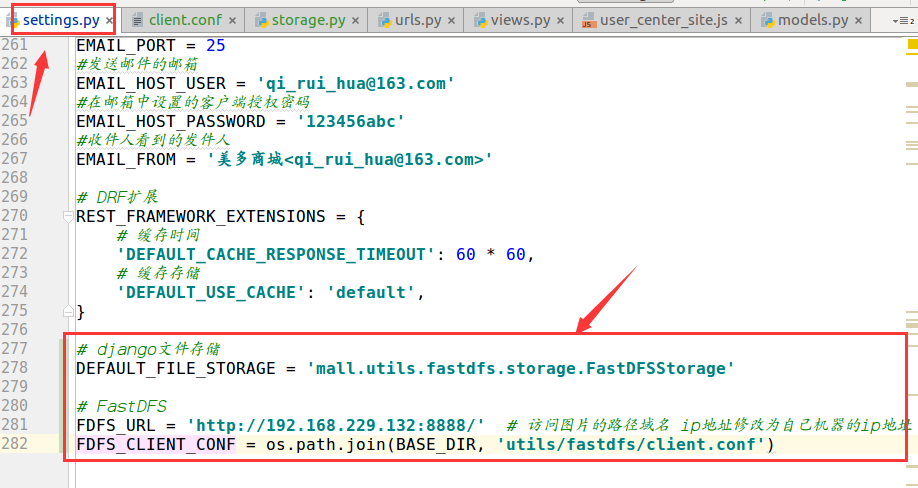 settings.py × client.conf × storage.py × urls.py × views.py × user_center_site.js × models.py × 2
261 EMAIL_PORT = 25
262 #发送邮件的邮箱
263 EMAIL_HOST_USER = 'qi_rui_hua@163.com'
264 #在邮箱中设置的客户端授权密码
265 EMAIL_HOST_PASSWORD = '123456abc'
266 #收件人看到的发件人
267 EMAIL_FROM = '美多商城<qi_rui_hua@163.com>'
268
269 # DRF扩展
270 REST_FRAMEWORK_EXTENSIONS = {
271 # 缓存时间
272 'DEFAULT_CACHE_RESPONSE_TIMEOUT': 60 * 60,
273 # 缓存存储
274 'DEFAULT_USE_CACHE': 'default',
275 }
276
277 # django文件存储
278 DEFAULT_FILE_STORAGE = 'mall.utils.fastdfs.storage.FastDFSStorage'
279
280 # FastDFS
281 FDFS_URL = 'http://192.168.229.132:8888/' # 访问图片的路径域名 ip地址修改为自己机器的ip地址
282 FDFS_CLIENT_CONF = os.path.join(BASE_DIR, 'utils/fastdfs/client.conf')